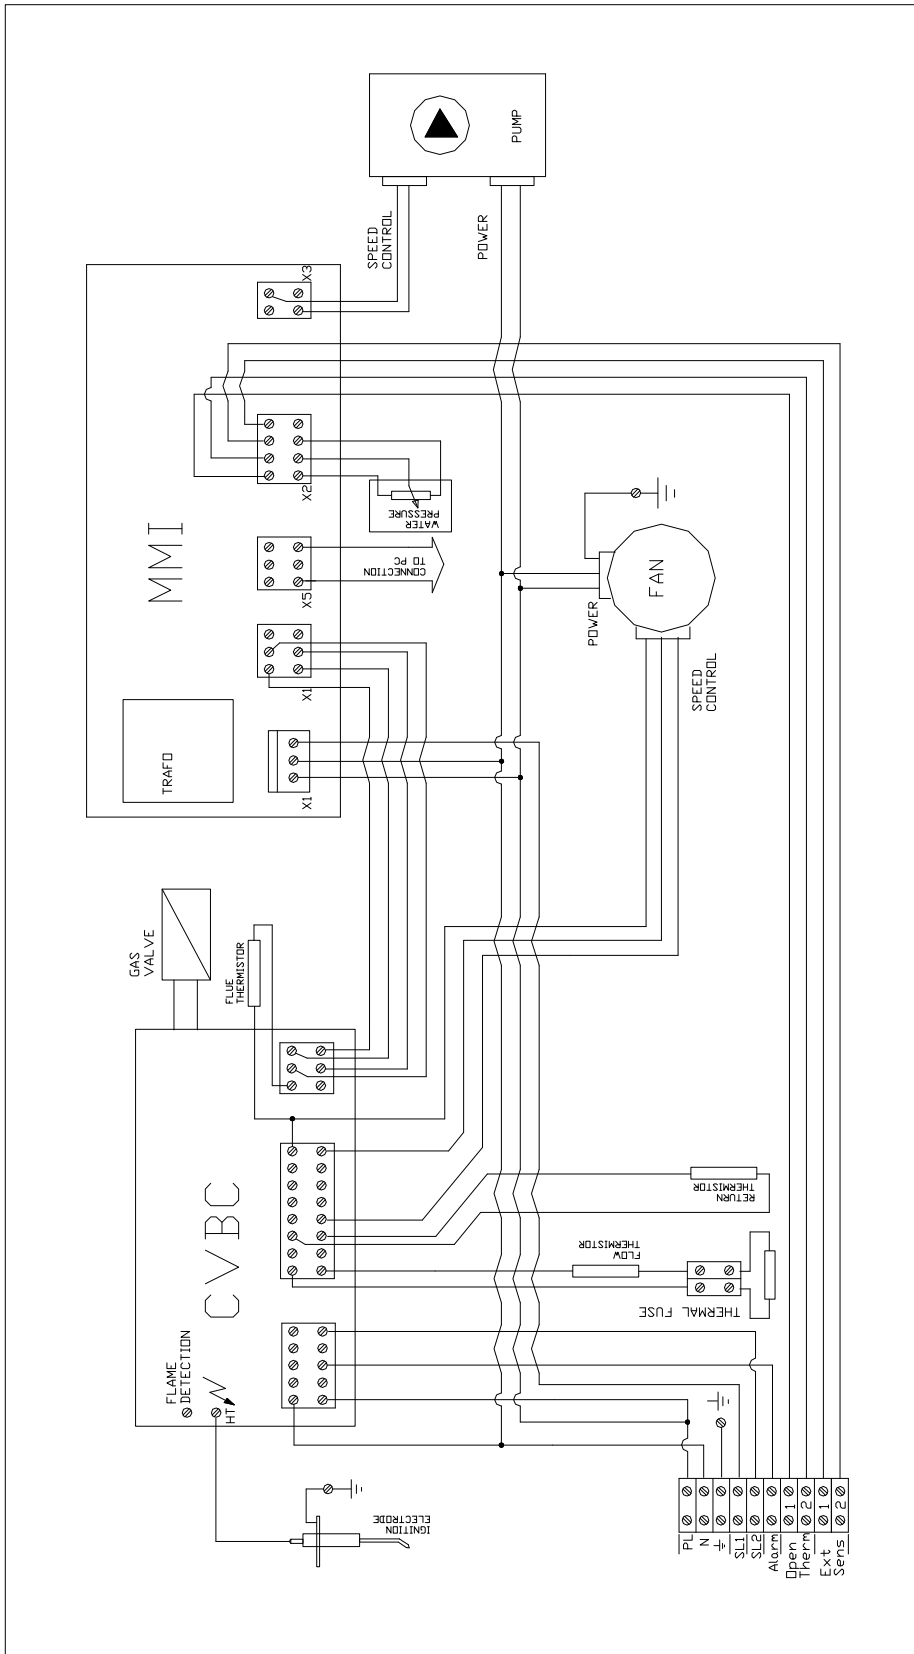 PUMP
SPEED
CONTROL
POWER
X3
MMI
X2
WATER
PRESSURE
X5
CONNECTION
TO PC
X1
X1
TRAFO
POWER
FAN
SPEED
CONTROL
GAS
VALVE
FLUE
THERMISTOR
CVBC
RETURN
THERMISTOR
FLOW
THERMISTOR
THERMAL FUSE
FLAME
DETECTION
HT
IGNITION
ELECTRODE
PL
N
SL1
SL2
Alarm
Open
Therm
1
2
Ext
Sens
1
2